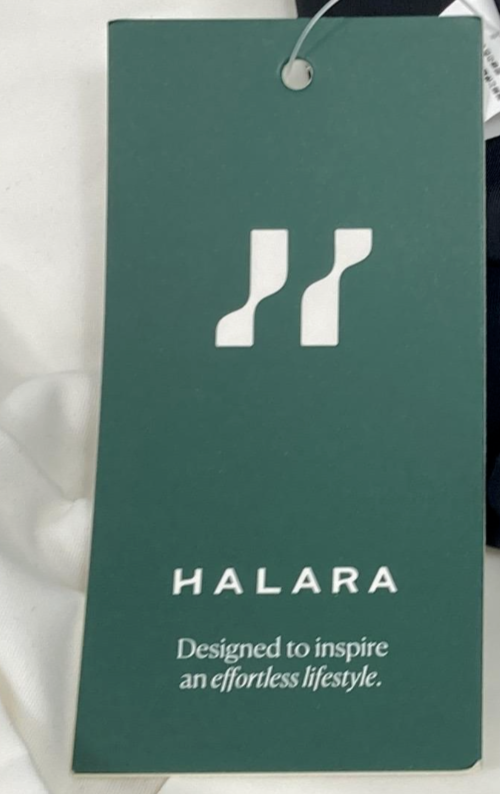 HALARA
Designed to inspire
an effortless lifestyle.